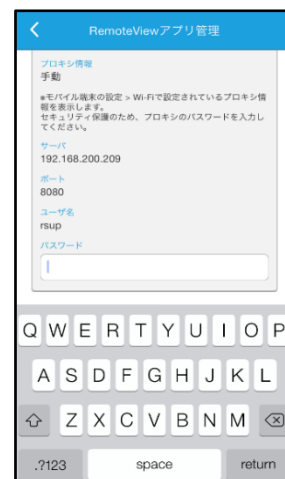 RemoteViewアプリ管理
プロキシ情報
手動
*モバイル端末の設定 > Wi-Fiで設定されているプロキシ情
報を表示します。
セキュリティ保護のため、プロキシのパスワードを入力し
てください。
サーバ
192.168.200.209
ポート
8080
ユーザ名
rsup
パスワード
Q W E R T Y U I O P
A S D F G H J K L
Z X C V B N M
.?123 space return